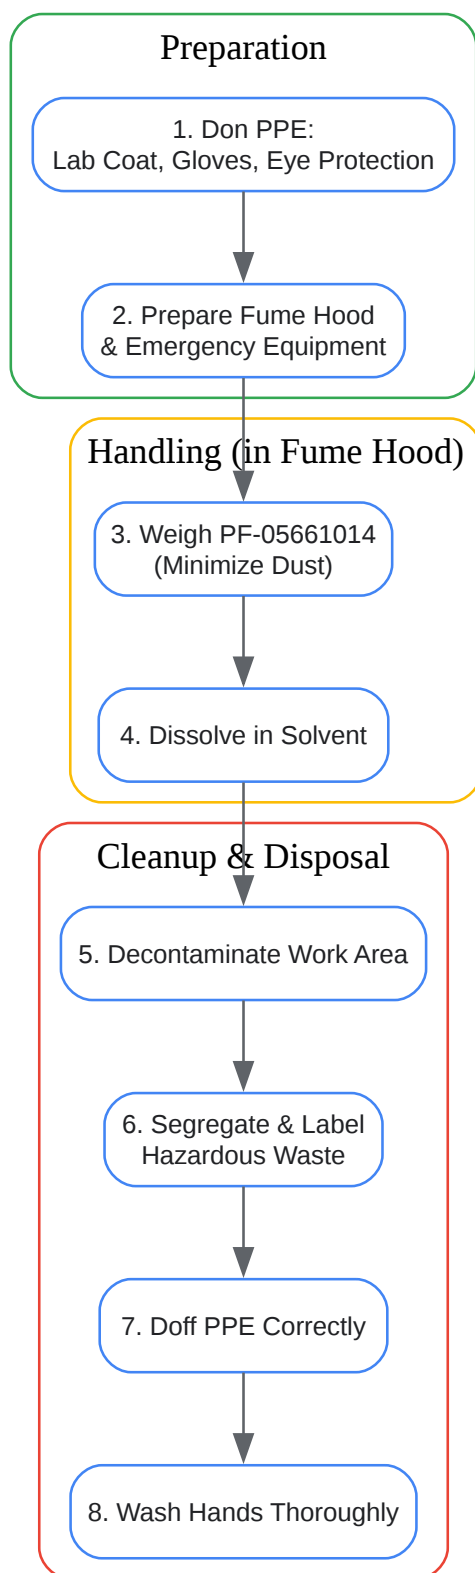 Preparation
1. Don PPE:
Lab Coat, Gloves, Eye Protection
2. Prepare Fume Hood
& Emergency Equipment
Handling (in Fume Hood)
3. Weigh PF-05661014
(Minimize Dust)
4. Dissolve in Solvent
Cleanup & Disposal
5. Decontaminate Work Area
6. Segregate & Label
Hazardous Waste
7. Doff PPE Correctly
8. Wash Hands Thoroughly